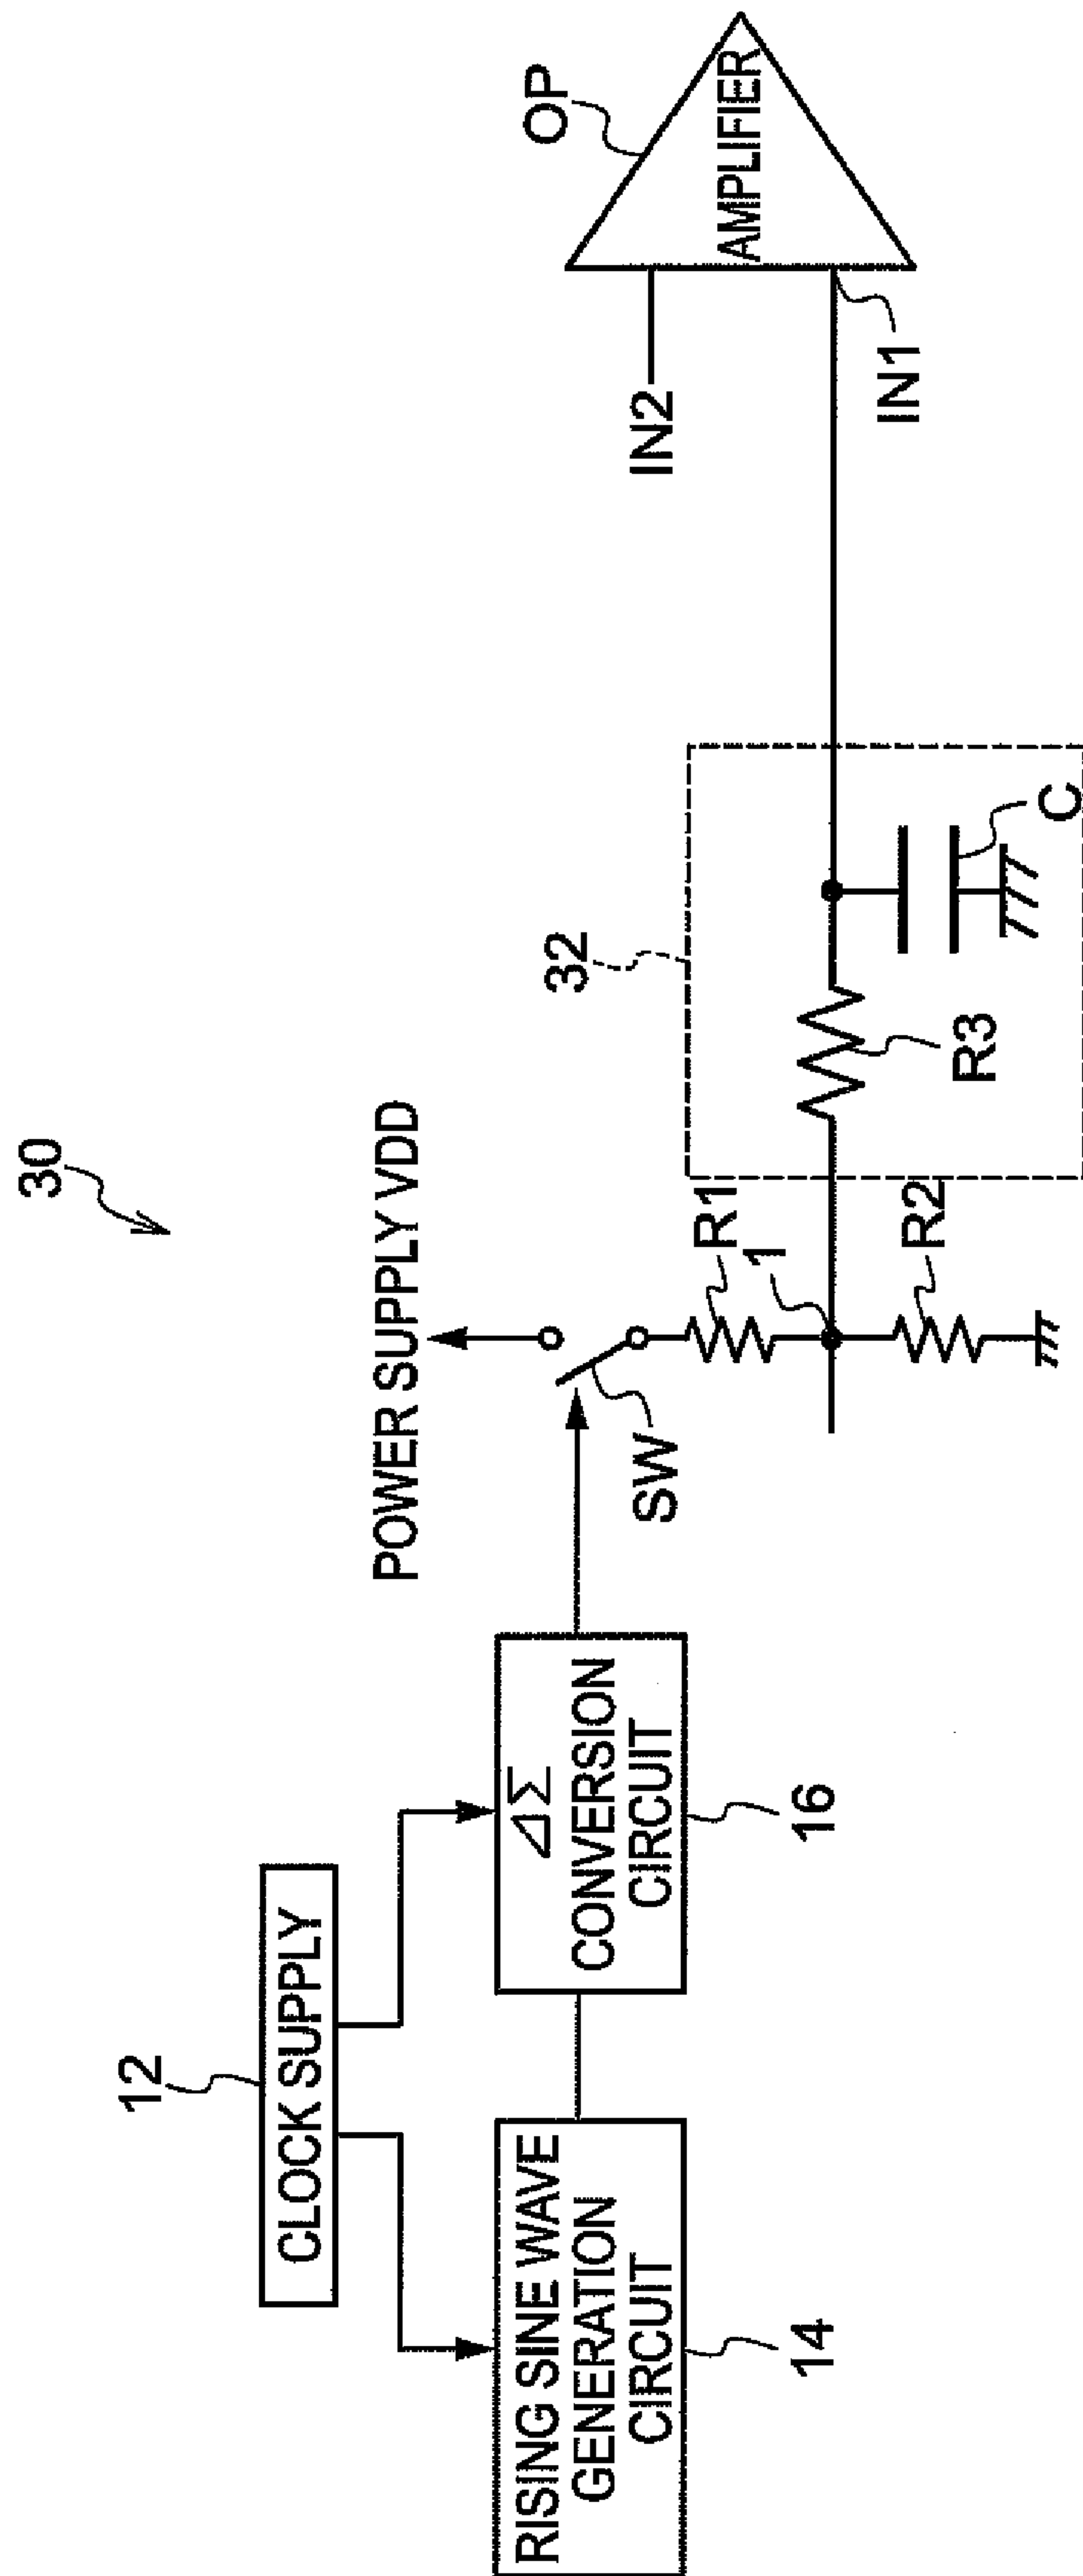 30
12
CLOCK SUPPLY
RISING SINE WAVE
GENERATION
CIRCUIT
14
ΔΣ
CONVERSION
CIRCUIT
16
POWER SUPPLY VDD
SW
R1
1
R2
32
R3
C
IN2
IN1
OP
AMPLIFIER